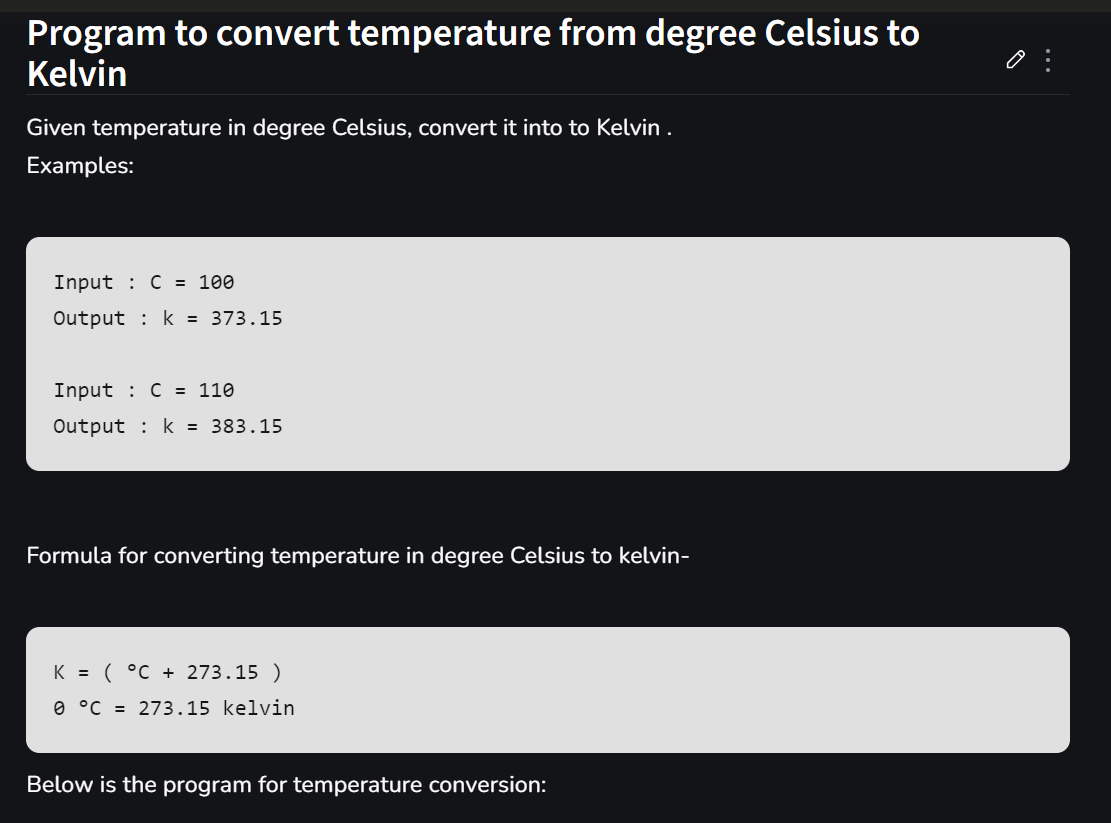 Program to convert temperature from degree Celsius to
Kelvin
Given temperature in degree Celsius, convert it into to Kelvin .
Examples:
Input : C = 100
Output : k = 373.15
Input : C = 110
Output : k = 383.15
Formula for converting temperature in degree Celsius to kelvin-
K = ( °C + 273.15 )
0 °C = 273.15 kelvin
Below is the program for temperature conversion: